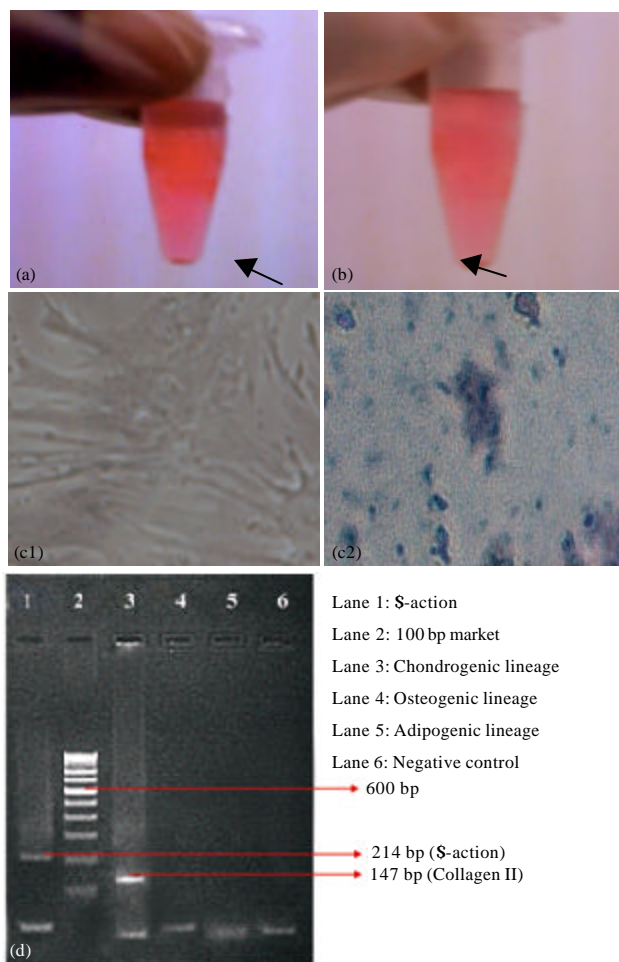 (a)
(b)
(c1)
(c2)
1 2 3 4 5 6
Lane 1: S-action
Lane 2: 100 bp market
Lane 3: Chondrogenic lineage
Lane 4: Osteogenic lineage
Lane 5: Adipogenic lineage
Lane 6: Negative control
600 bp
214 bp (S-action)
147 bp (Collagen II)
(d)